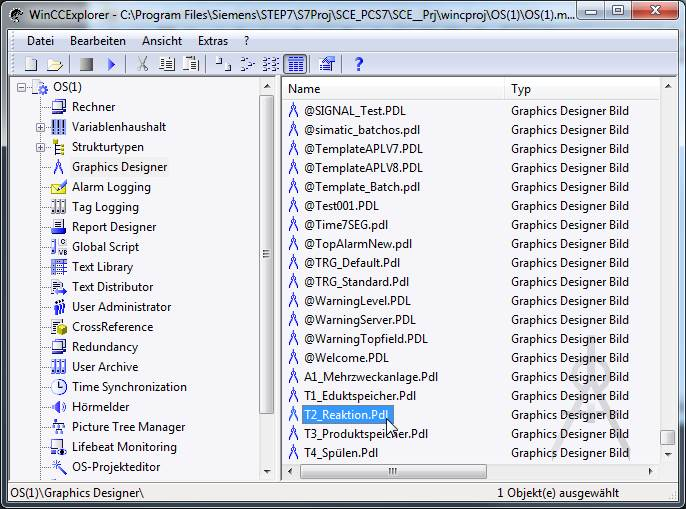 WinCCExplorer - C:\Program Files\Siemens\STEP7\S7Proj\SCE_PCS7\SCE__Prj\wincproj\OS(1)\OS(1).m...
Datei Bearbeiten Ansicht Extras ?
OS(1)
Rechner
Variablenhaushalt
Strukturtypen
Graphics Designer
Alarm Logging
Tag Logging
Report Designer
Global Script
Text Library
Text Distributor
User Administrator
CrossReference
Redundancy
User Archive
Time Synchronization
Hörmelder
Picture Tree Manager
Lifebeat Monitoring
OS-Projekteditor
Name Typ
@SIGNAL_Test.PDL Graphics Designer Bild
@simatic_batchos.pdl Graphics Designer Bild
@TemplateAPLV7.PDL Graphics Designer Bild
@TemplateAPLV8.PDL Graphics Designer Bild
@Template_Batch.pdl Graphics Designer Bild
@Test001.PDL Graphics Designer Bild
@Time7SEG.pdl Graphics Designer Bild
@TopAlarmNew.pdl Graphics Designer Bild
@TRG_Default.Pdl Graphics Designer Bild
@TRG_Standard.Pdl Graphics Designer Bild
@WarningLevel.PDL Graphics Designer Bild
@WarningServer.PDL Graphics Designer Bild
@WarningTopfield.PDL Graphics Designer Bild
@Welcome.PDL Graphics Designer Bild
A1_Mehrzweckanlage.Pdl Graphics Designer Bild
T1_Eduktspeicher.Pdl Graphics Designer Bild
T2_Reaktion.Pdl Graphics Designer Bild
T3_Produktspeicher.Pdl Graphics Designer Bild
T4_Spülen.Pdl Graphics Designer Bild
OS(1)\Graphics Designer\ 1 Objekt(e) ausgewählt